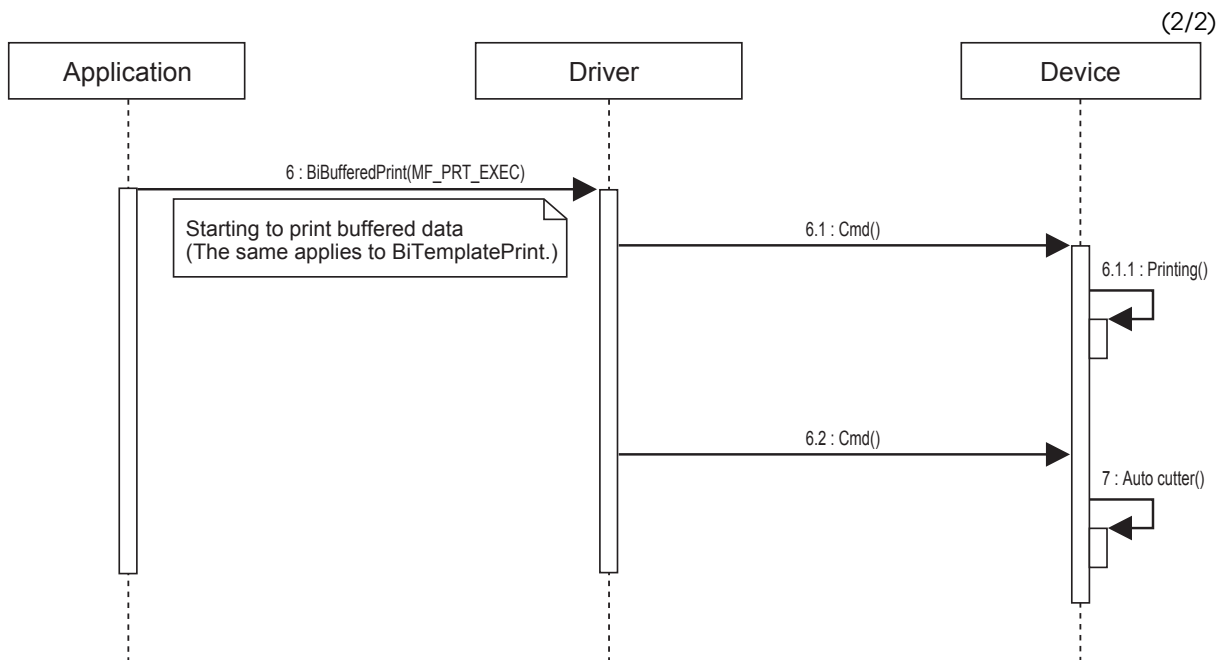 (2/2)
Application
Driver
Device
6 : BiBufferedPrint(MF_PRT_EXEC)
Starting to print buffered data
(The same applies to BiTemplatePrint.)
6.1 : Cmd()
6.1.1 : Printing()
6.2 : Cmd()
7 : Auto cutter()